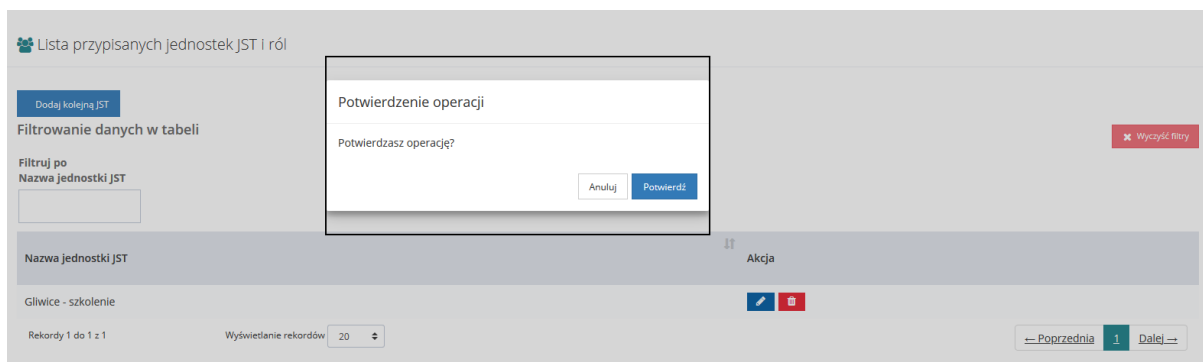 Lista przypisanych jednostek JST i ról
Dodaj kolejną JST
Filtrowanie danych w tabeli
Wyczyść filtry
Filtruj po
Nazwa jednostki JST
Potwierdzenie operacji
Potwierdzasz operację?
Anuluj
Potwierdź
Nazwa jednostki JST
Akcja
Gliwice - szkolenie
Rekordy 1 do 1 z 1
Wyświetlanie rekordów 20
← Poprzednia 1 Dalej →